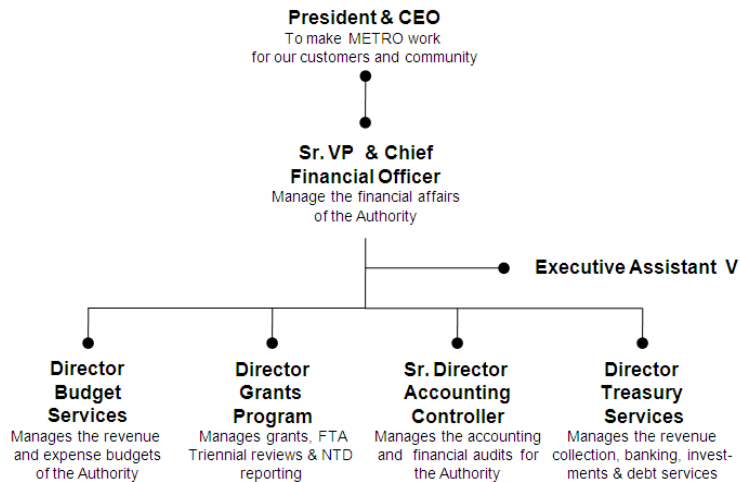 President & CEO
To make METRO work
for our customers and community
Sr. VP & Chief
Financial Officer
Manage the financial affairs
of the Authority
Executive Assistant V
Director
Budget
Services
Manages the revenue
and expense budgets
of the Authority
Director
Grants
Program
Manages grants, FTA
Triennial reviews & NTD
reporting
Sr. Director
Accounting
Controller
Manages the accounting
and financial audits for
the Authority
Director
Treasury
Services
Manages the revenue
collection, banking, invest-
ments & debt services